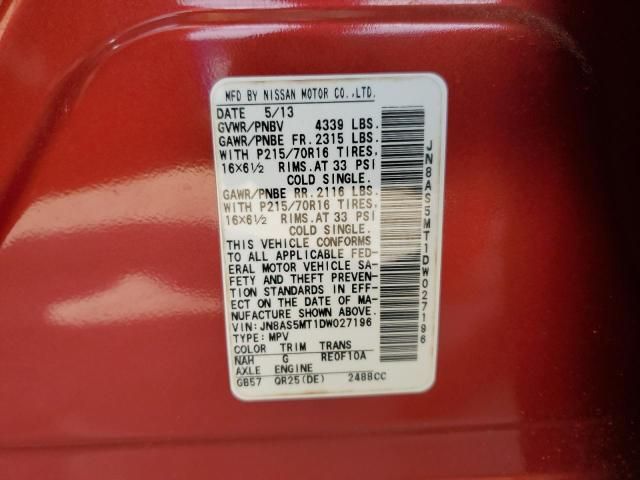 MFD BY NISSAN MOTOR CO.,LTD.
DATE 5/13
GVWR/PNBV 4339 LBS.
GAWR/PNBE FR. 2315 LBS.
WITH P215/70R16 TIRES,
16X6½ RIMS. AT 33 PSI
COLD SINGLE.
GAWR/PNBE RR. 2116 LBS.
WITH P215/70R16 TIRES,
16X6½ RIMS. AT 33 PSI
COLD SINGLE.
THIS VEHICLE CONFORMS
TO ALL APPLICABLE FED-
ERAL MOTOR VEHICLE SA-
FETY AND THEFT PREVENTION
STANDARDS IN EFF-
ECT ON THE DATE OF MA-
NUFACTURE SHOWN ABOVE.
VIN: JN8AS5MT1DW027196
TYPE: MPV
COLOR TRIM TRANS
NAH G RE0F10A
AXLE ENGINE
GB57 QR25(DE) 2488CC
JN8AS5MT1DW027196